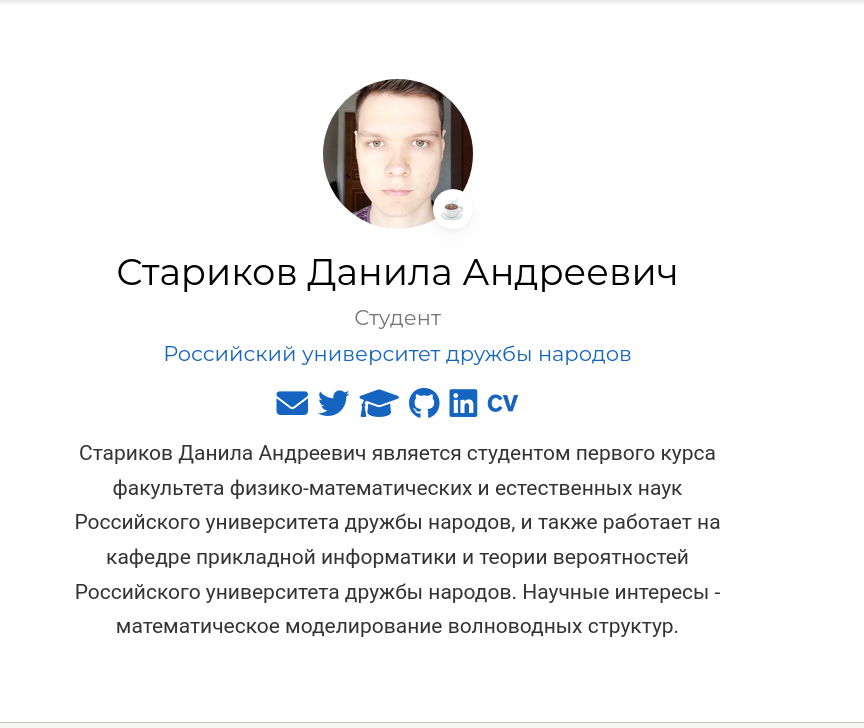 Стариков Данила Андреевич
Студент
Российский университет дружбы народов
CV
Стариков Данила Андреевич является студентом первого курса
факультета физико-математических и естественных наук
Российского университета дружбы народов, и также работает на
кафедре прикладной информатики и теории вероятностей
Российского университета дружбы народов. Научные интересы -
математическое моделирование волноводных структур.